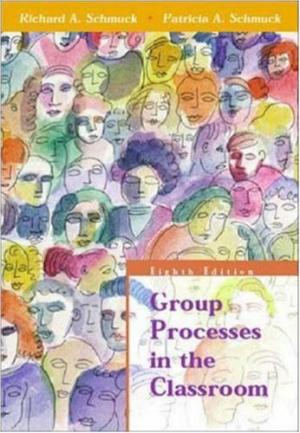 Richard A. Schmuck • Patricia A. Schmuck
Eighth Edition
Group
Processes
in the
Classroom